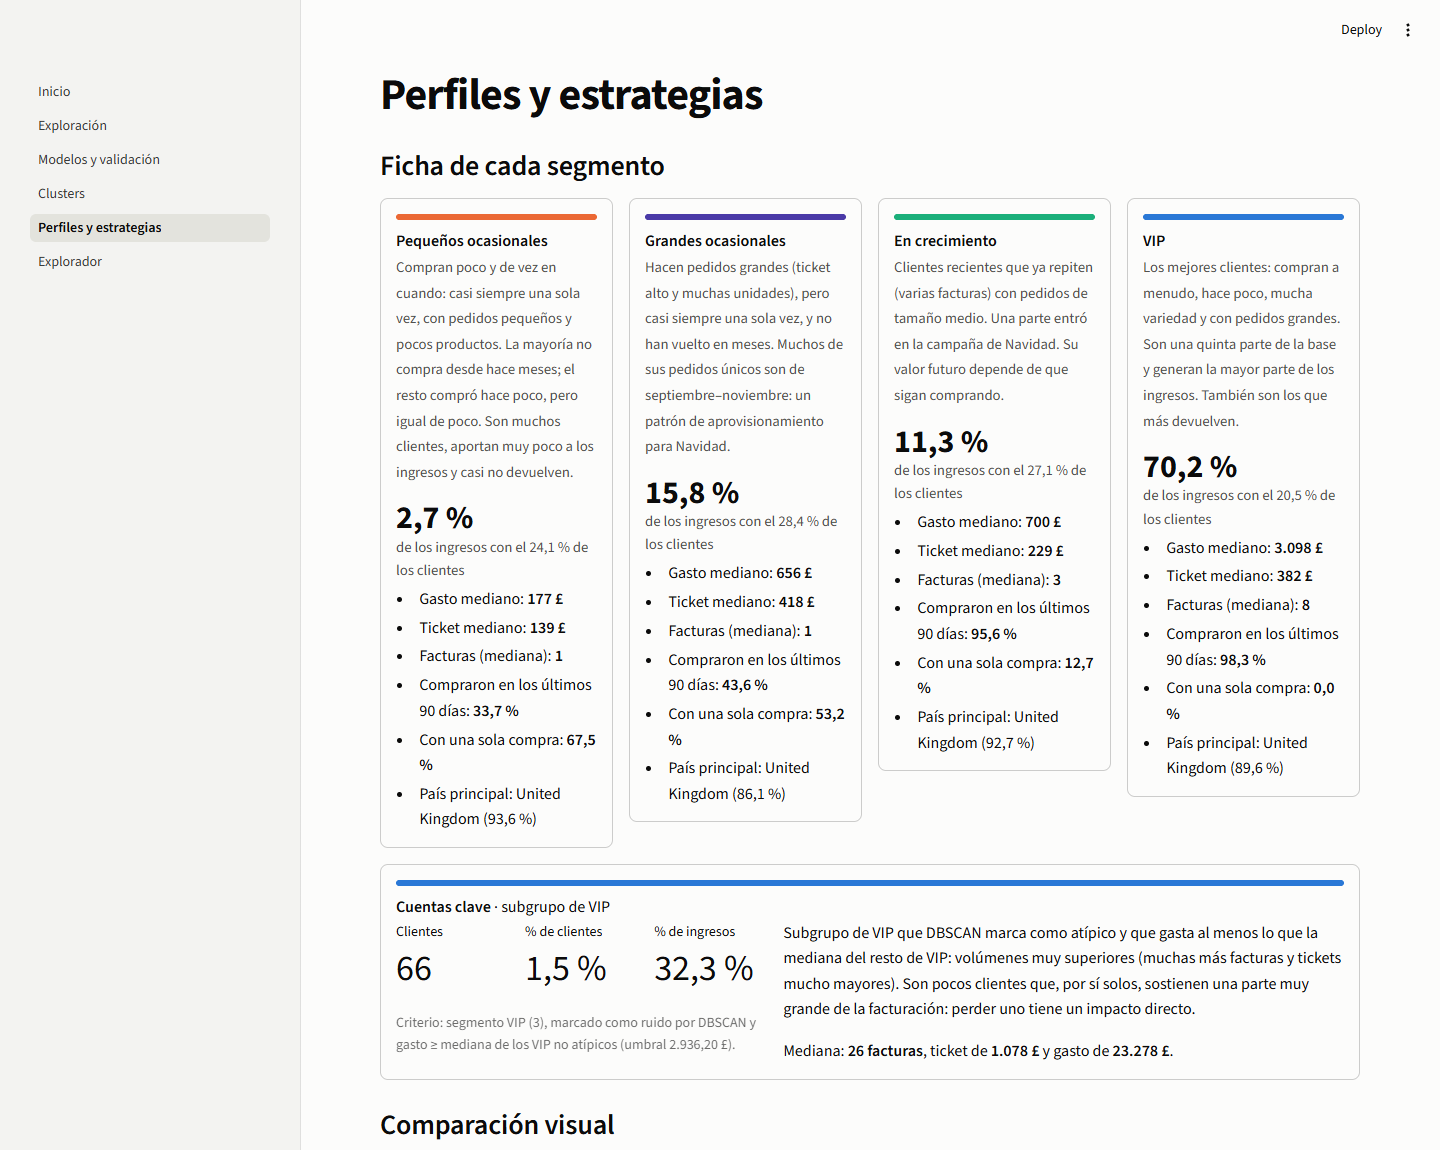 Deploy
Inicio
Exploración
Modelos y validación
Clusters
Perfiles y estrategias
Explorador
Perfiles y estrategias
Ficha de cada segmento
Pequeños ocasionales
Compran poco y de vez en
cuando: casi siempre una sola
vez, con pedidos pequeños y
pocos productos. La mayoría no
compra desde hace meses; el
resto compró hace poco, pero
igual de poco. Son muchos
clientes, aportan muy poco a los
ingresos y casi no devuelven.
2,7 %
de los ingresos con el 24,1 % de
los clientes
• Gasto mediano: 177 £
• Ticket mediano: 139 £
• Facturas (mediana): 1
• Compraron en los últimos
90 días: 33,7 %
• Con una sola compra: 67,5
%
• País principal: United
Kingdom (93,6 %)
Grandes ocasionales
Hacen pedidos grandes (ticket
alto y muchas unidades), pero
casi siempre una sola vez, y no
han vuelto en meses. Muchos de
sus pedidos únicos son de
septiembre–noviembre: un
patrón de aprovisionamiento
para Navidad.
15,8 %
de los ingresos con el 28,4 % de
los clientes
• Gasto mediano: 656 £
• Ticket mediano: 418 £
• Facturas (mediana): 1
• Compraron en los últimos
90 días: 43,6 %
• Con una sola compra: 53,2
%
• País principal: United
Kingdom (86,1 %)
En crecimiento
Clientes recientes que ya repiten
(varias facturas) con pedidos de
tamaño medio. Una parte entró
en la campaña de Navidad. Su
valor futuro depende de que
sigan comprando.
11,3 %
de los ingresos con el 27,1 % de
los clientes
• Gasto mediano: 700 £
• Ticket mediano: 229 £
• Facturas (mediana): 3
• Compraron en los últimos
90 días: 95,6 %
• Con una sola compra: 12,7
%
• País principal: United
Kingdom (92,7 %)
VIP
Los mejores clientes: compran a
menudo, hace poco, mucha
variedad y con pedidos grandes.
Son una quinta parte de la base
y generan la mayor parte de los
ingresos. También son los que
más devuelven.
70,2 %
de los ingresos con el 20,5 % de
los clientes
• Gasto mediano: 3.098 £
• Ticket mediano: 382 £
• Facturas (mediana): 8
• Compraron en los últimos
90 días: 98,3 %
• Con una sola compra: 0,0
%
• País principal: United
Kingdom (89,6 %)
Cuentas clave · subgrupo de VIP
Clientes
66
% de clientes
1,5 %
% de ingresos
32,3 %
Criterio: segmento VIP (3), marcado como ruido por DBSCAN y
gasto ≥ mediana de los VIP no atípicos (umbral 2.936,20 £).
Subgrupo de VIP que DBSCAN marca como atípico y que gasta al menos lo que la
mediana del resto de VIP: volúmenes muy superiores (muchas más facturas y tickets
mucho mayores). Son pocos clientes que, por sí solos, sostienen una parte muy
grande de la facturación: perder uno tiene un impacto directo.
Mediana: 26 facturas, ticket de 1.078 £ y gasto de 23.278 £.
Comparación visual